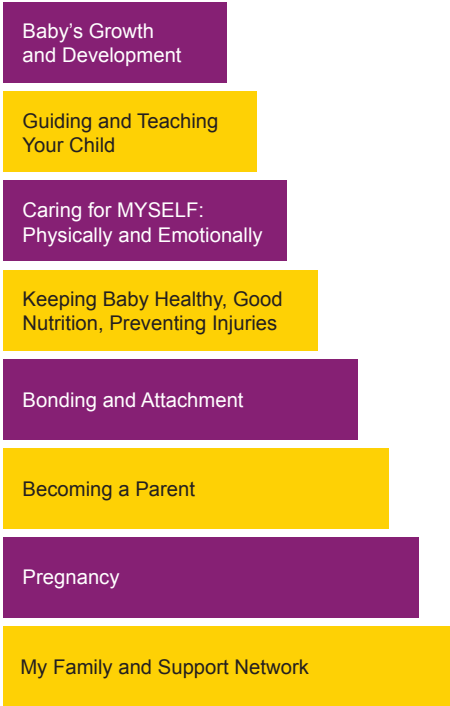 Baby’s Growth
and Development
Guiding and Teaching
Your Child
Caring for MYSELF:
Physically and Emotionally
Keeping Baby Healthy, Good
Nutrition, Preventing Injuries
Bonding and Attachment
Becoming a Parent
Pregnancy
My Family and Support Network